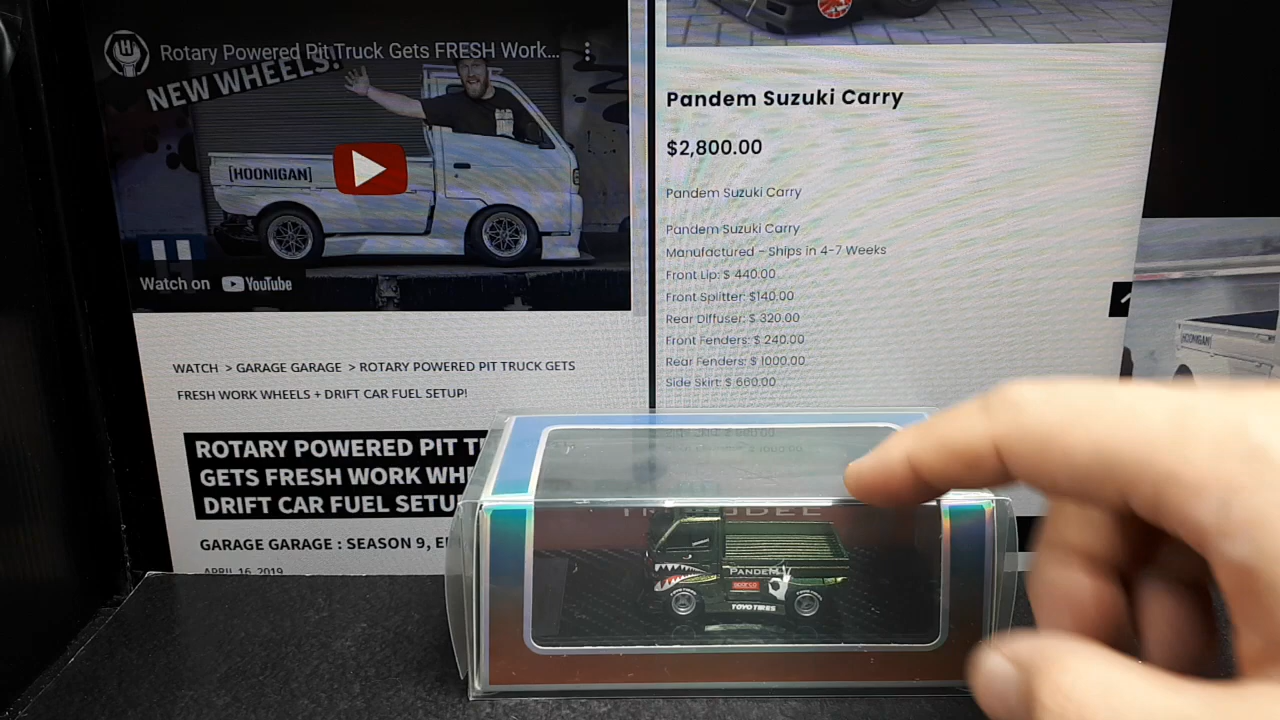 Rotary Powered Pit Truck Gets FRESH Work...
NEW WHEELS!
[HOONIGAN]
Watch on YouTube
WATCH > GARAGE GARAGE > ROTARY POWERED PIT TRUCK GETS
FRESH WORK WHEELS + DRIFT CAR FUEL SETUP!
ROTARY POWERED PIT
GETS FRESH WORK
DRIFT CAR FUEL
GARAGE GARAGE : SEASON 9,
APRIL 16, 2019
Pandem Suzuki Carry
$2,800.00
Pandem Suzuki Carry
Pandem Suzuki Carry
Manufactured – Ships in 4-7 Weeks
Front Lip: $ 440.00
Front Splitter: $140.00
Rear Diffuser: $ 320.00
Front Fenders: $ 240.00
Rear Fenders: $ 1000.00
Side Skirt: $ 660.00
[HOONIGAN]
PANDEM
TOYO TIRES